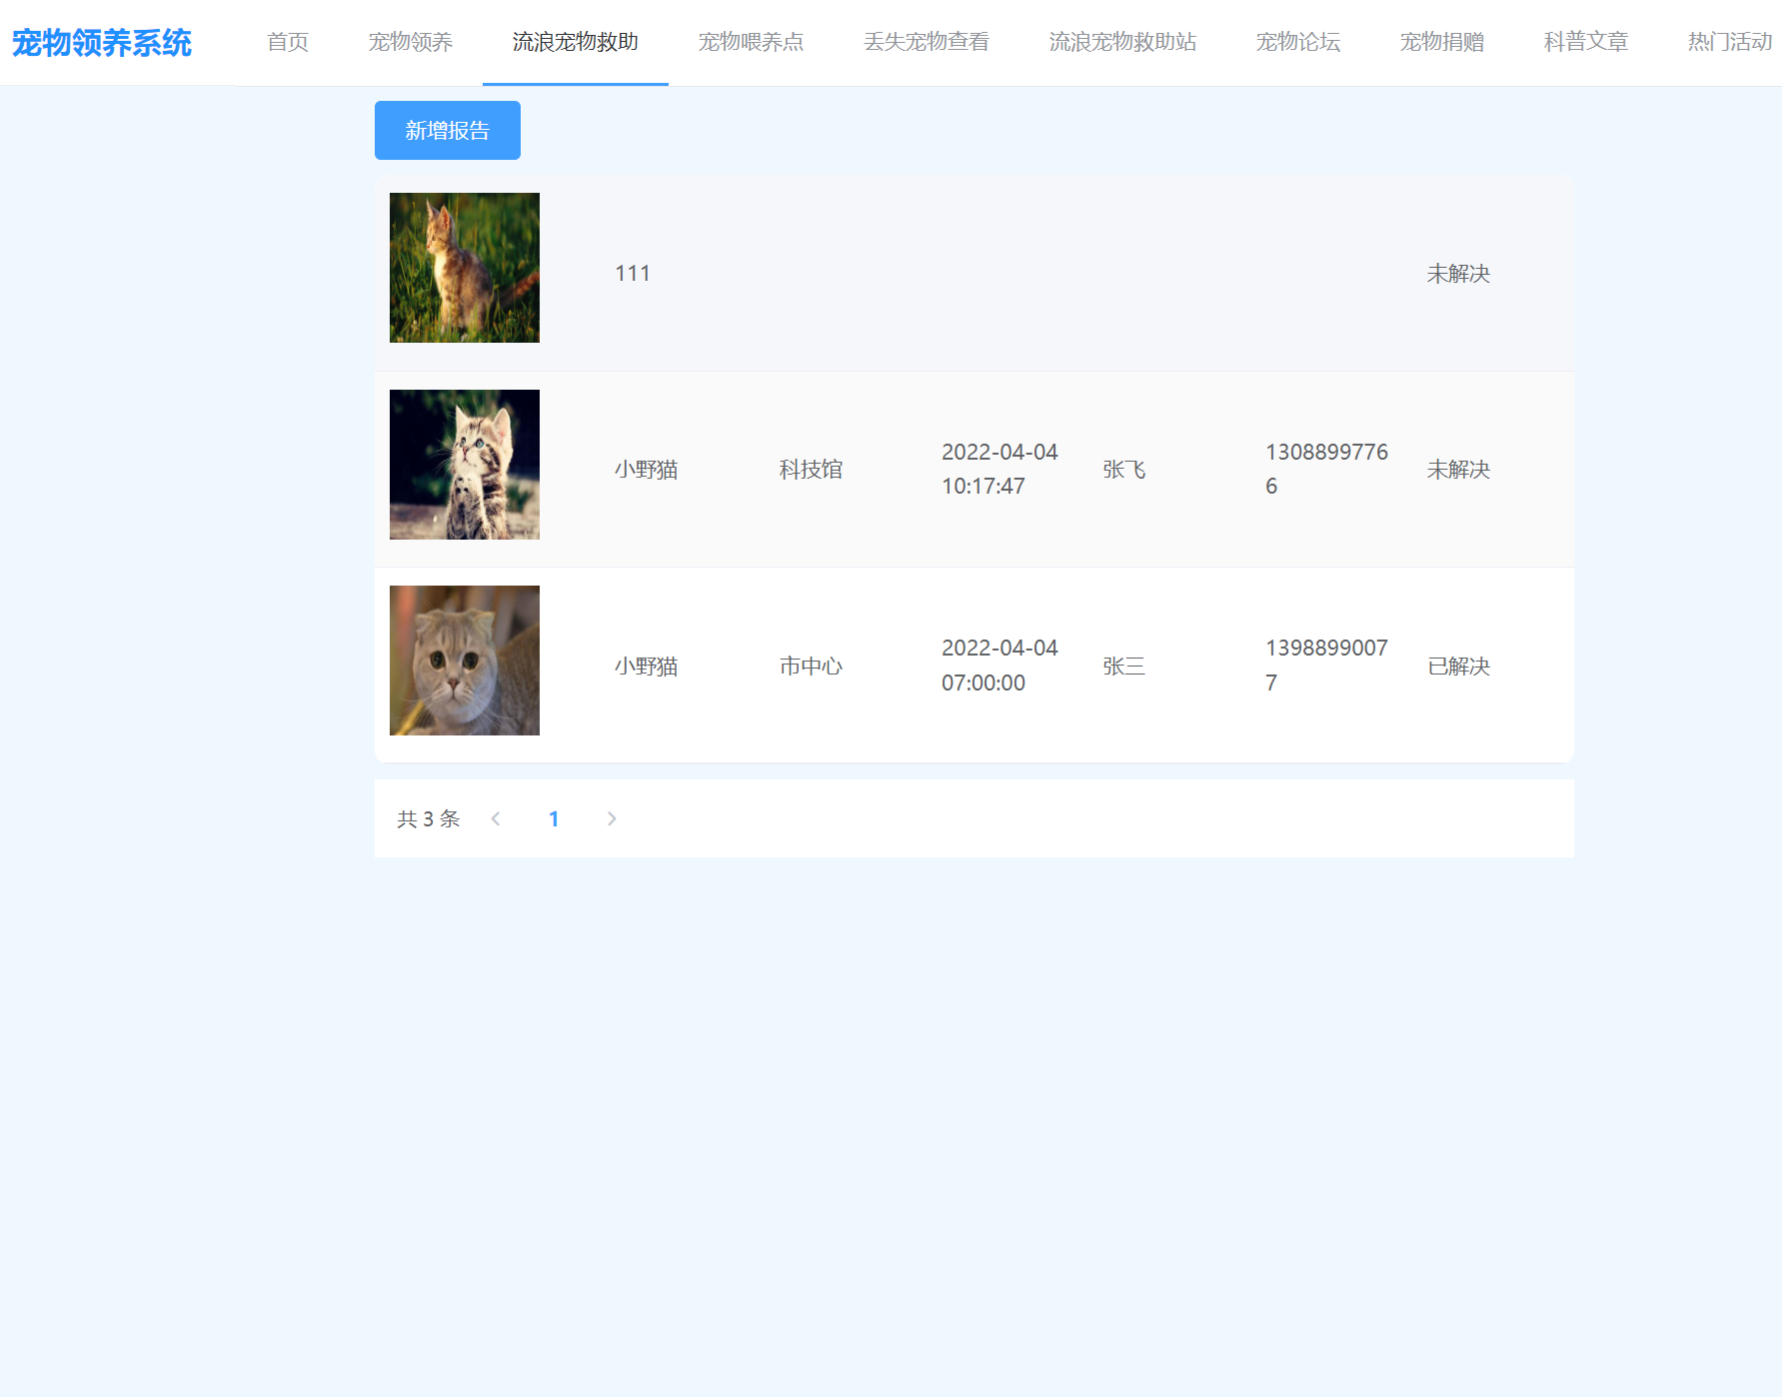 宠物领养系统 首页 宠物领养 流浪宠物救助 宠物喂养点 丢失宠物查看 流浪宠物救助站 宠物论坛 宠物捐赠 科普文章 热门活动
新增报告
111 未解决
小野猫 科技馆 2022-04-04 10:17:47 张飞 13088997766 未解决
小野猫 市中心 2022-04-04 07:00:00 张三 13988990077 已解决
共 3 条 1